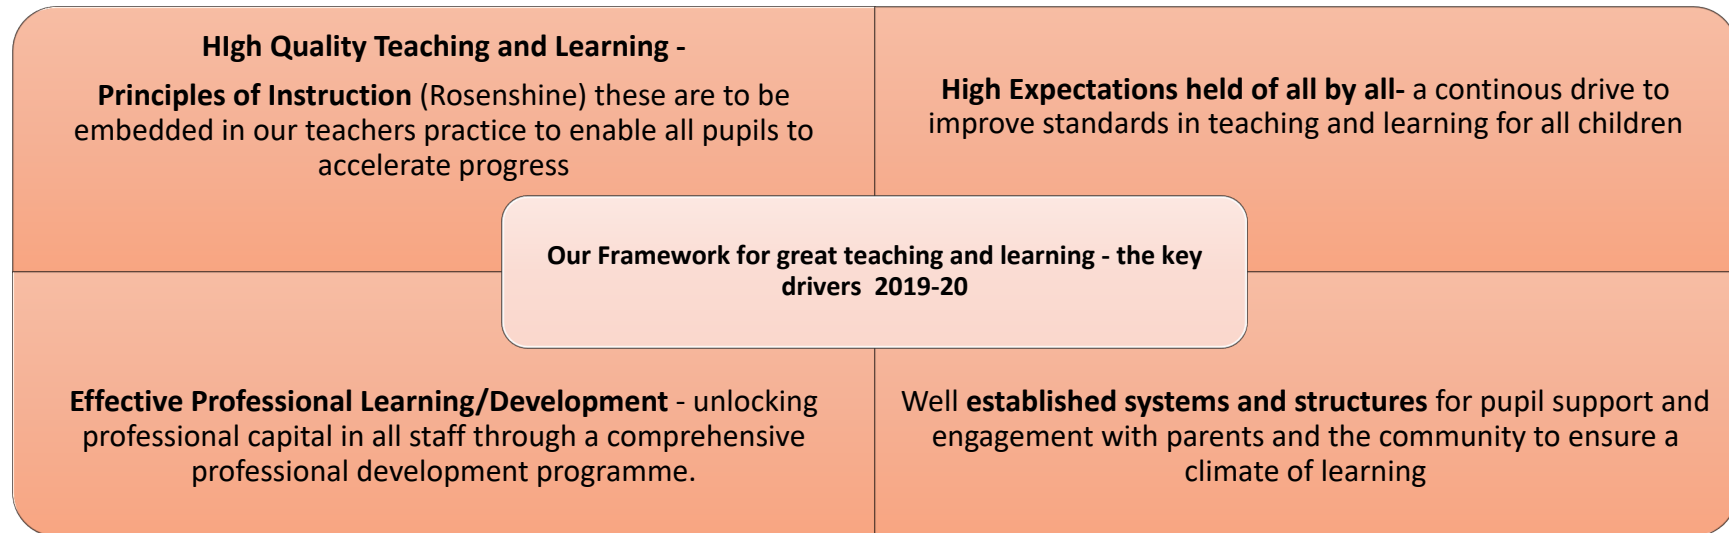 HIgh Quality Teaching and Learning -
Principles of Instruction (Rosenshine) these are to be
embedded in our teachers practice to enable all pupils to
accelerate progress
High Expectations held of all by all- a continous drive to
improve standards in teaching and learning for all children
Our Framework for great teaching and learning - the key
drivers 2019-20
Effective Professional Learning/Development - unlocking
professional capital in all staff through a comprehensive
professional development programme.
Well established systems and structures for pupil support and
engagement with parents and the community to ensure a
climate of learning